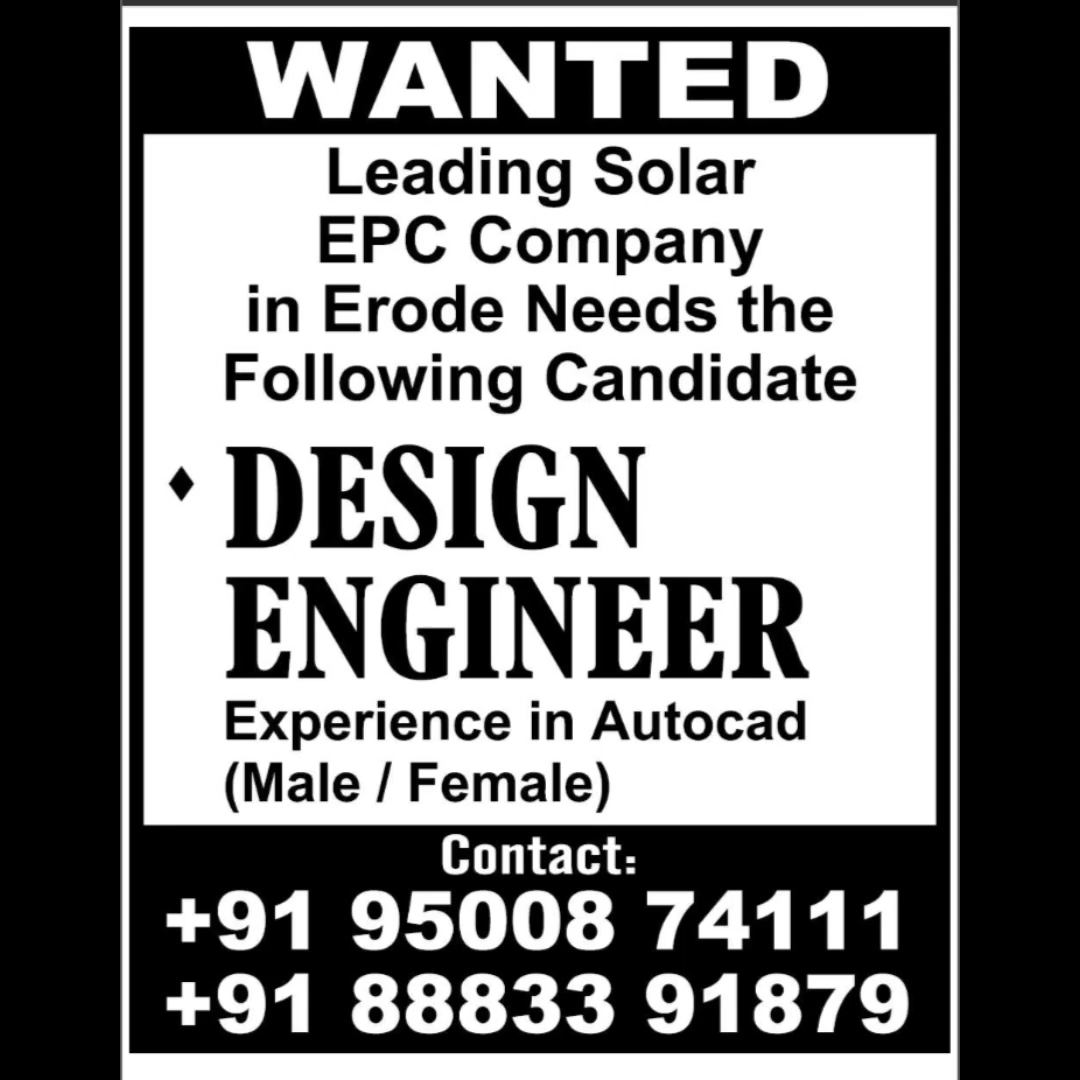 WANTED
Leading Solar
EPC Company
in Erode Needs the
Following Candidate
♦ DESIGN
ENGINEER
Experience in Autocad
(Male / Female)
Contact:
+91 95008 74111
+91 88833 91879